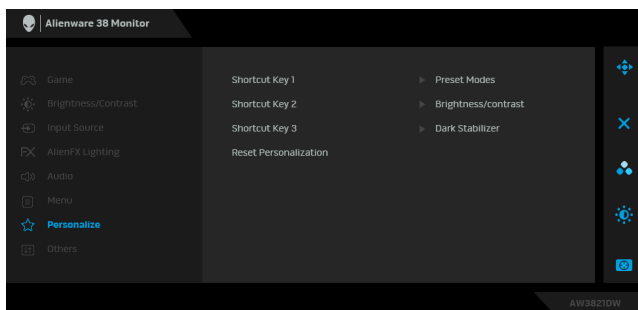 Alienware 38 Monitor
Game
Brightness/Contrast
Input Source
AlienFX Lighting
Audio
Menu
Personalize
Others
Shortcut Key 1 Preset Modes
Shortcut Key 2 Brightness/contrast
Shortcut Key 3 Dark Stabilizer
Reset Personalization
AW3821DW